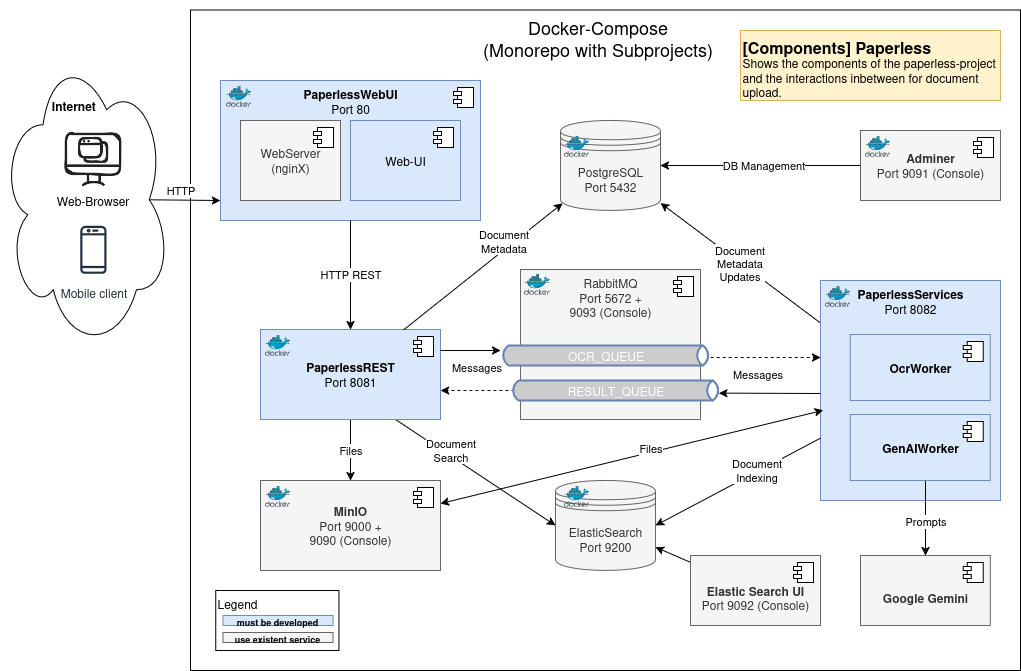 Docker-Compose
(Monorepo with Subprojects)
[Components] Paperless
Shows the components of the paperless-project
and the interactions inbetween for document
upload.
Internet
Web-Browser
Mobile client
HTTP
docker
PaperlessWebUI
Port 80
WebServer
(nginX)
Web-UI
docker
PostgreSQL
Port 5432
DB Management
Adminer
Port 9091 (Console)
HTTP REST
Document
Metadata
Document
Metadata
Updates
docker
RabbitMQ
Port 5672 +
9093 (Console)
OCR_QUEUE
RESULT_QUEUE
docker
PaperlessServices
Port 8082
OcrWorker
GenAIWorker
docker
PaperlessREST
Port 8081
Messages
Messages
Files
Document
Search
Files
Document
Indexing
Prompts
docker
MinIO
Port 9000 +
9090 (Console)
docker
ElasticSearch
Port 9200
Elastic Search UI
Port 9092 (Console)
Google Gemini
Legend
must be developed
use existent service